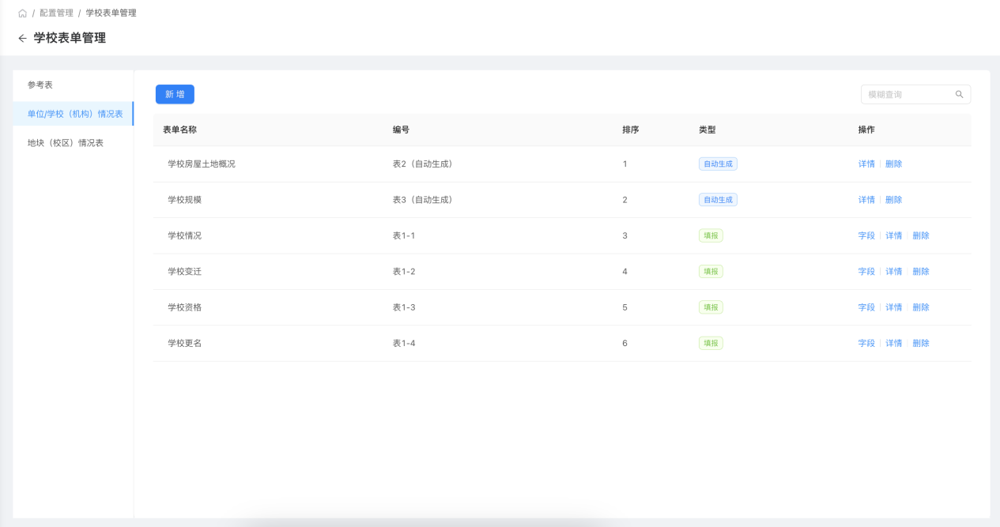 / 配置管理 / 学校表单管理
← 学校表单管理
参考表
单位/学校（机构）情况表
地块（校区）情况表
新 增
模糊查询
表单名称 编号 排序 类型 操作
学校房屋土地概况 表2（自动生成） 1 自动生成 详情 删除
学校规模 表3（自动生成） 2 自动生成 详情 删除
学校情况 表1-1 3 填报 字段 详情 删除
学校变迁 表1-2 4 填报 字段 详情 删除
学校资格 表1-3 5 填报 字段 详情 删除
学校更名 表1-4 6 填报 字段 详情 删除